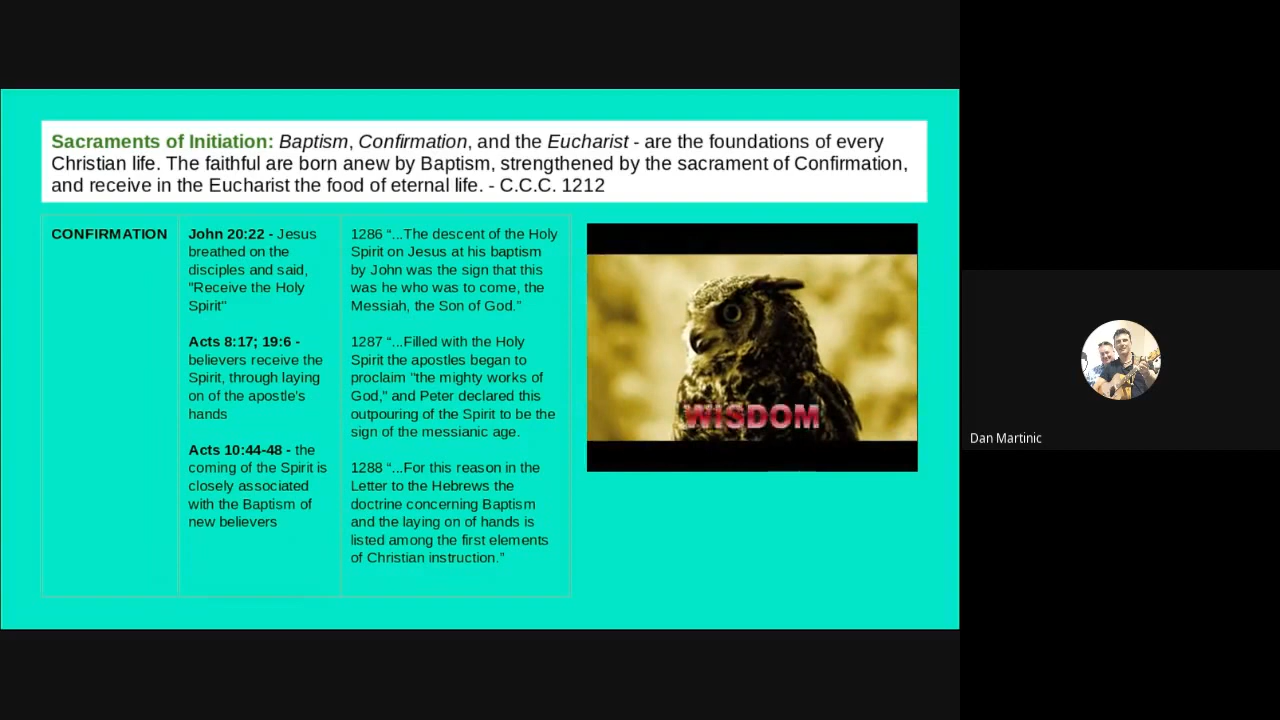 Sacraments of Initiation: Baptism, Confirmation, and the Eucharist - are the foundations of every
Christian life. The faithful are born anew by Baptism, strengthened by the sacrament of Confirmation,
and receive in the Eucharist the food of eternal life. - C.C.C. 1212
CONFIRMATION
John 20:22 - Jesus
breathed on the
disciples and said,
"Receive the Holy
Spirit"
Acts 8:17; 19:6 -
believers receive the
Spirit, through laying
on of the apostle's
hands
Acts 10:44-48 - the
coming of the Spirit is
closely associated
with the Baptism of
new believers
1286 “...The descent of the Holy
Spirit on Jesus at his baptism
by John was the sign that this
was he who was to come, the
Messiah, the Son of God.”
1287 “...Filled with the Holy
Spirit the apostles began to
proclaim "the mighty works of
God," and Peter declared this
outpouring of the Spirit to be the
sign of the messianic age.
1288 “...For this reason in the
Letter to the Hebrews the
doctrine concerning Baptism
and the laying on of hands is
listed among the first elements
of Christian instruction.”
WISDOM
Dan Martinic